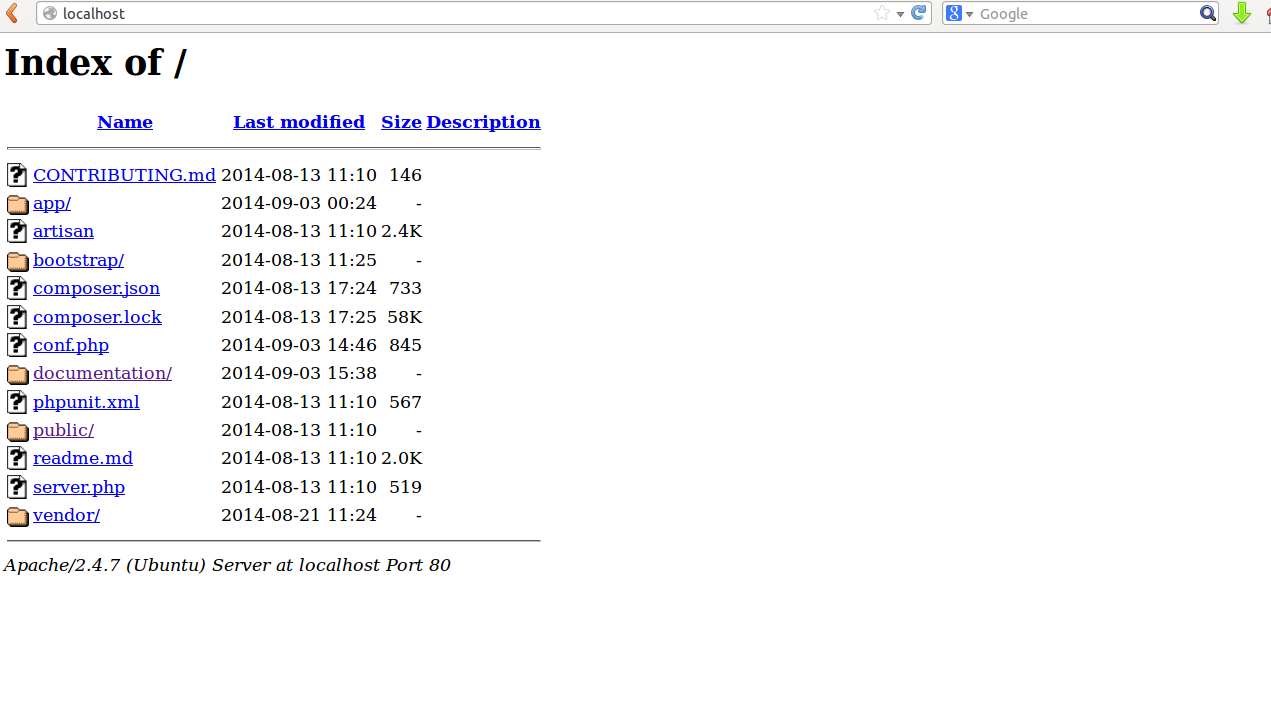 localhost
Google
Index of /
Name Last modified Size Description
CONTRIBUTING.md 2014-08-13 11:10 146
app/ 2014-09-03 00:24 -
artisan 2014-08-13 11:10 2.4K
bootstrap/ 2014-08-13 11:25 -
composer.json 2014-08-13 17:24 733
composer.lock 2014-08-13 17:25 58K
conf.php 2014-09-03 14:46 845
documentation/ 2014-09-03 15:38 -
phpunit.xml 2014-08-13 11:10 567
public/ 2014-08-13 11:10 -
readme.md 2014-08-13 11:10 2.0K
server.php 2014-08-13 11:10 519
vendor/ 2014-08-21 11:24 -
Apache/2.4.7 (Ubuntu) Server at localhost Port 80